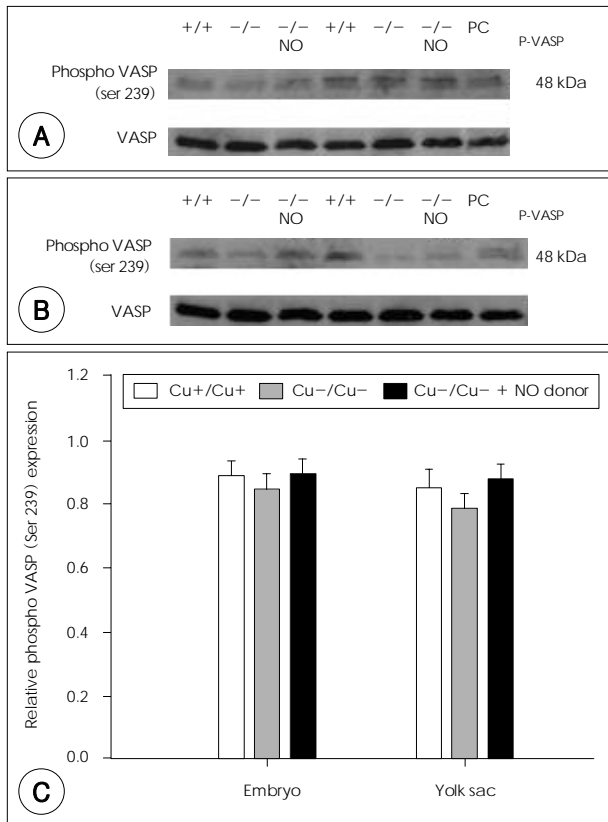 +/+ −/− −/− +/+ −/− −/− PC
NO NO P-VASP
Phospho VASP
(ser 239)
48 kDa
VASP
A
+/+ −/− −/− +/+ −/− −/− PC
NO NO P-VASP
Phospho VASP
(ser 239)
48 kDa
VASP
B
1.2
Cu+/Cu+ Cu−/Cu− Cu−/Cu− + NO donor
1.0
0.8
0.6
0.4
0.2
0.0
Relative phospho VASP (Ser 239) expression
Embryo Yolk sac
C